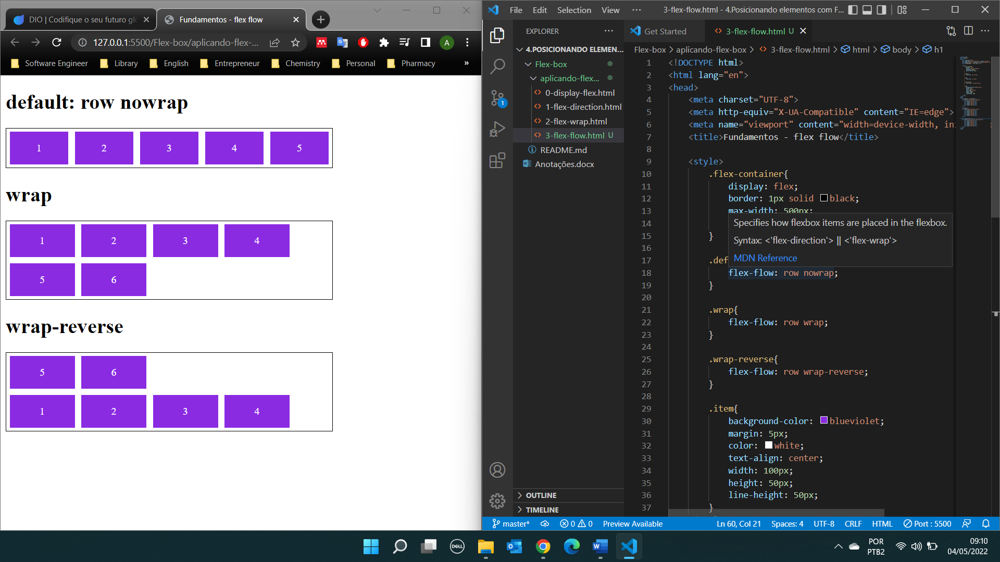 DIO | Codifique o seu futuro glo
Fundamentos - flex flow
127.0.0.1:5500/Flex-box/aplicando-flex-...
A
Software Engineer
Library
English
Entrepreneur
Chemistry
Personal
Pharmacy
»
default: row nowrap
1 2 3 4 5
wrap
1 2 3 4
5 6
wrap-reverse
5 6
1 2 3 4
File Edit Selection View ···
3-flex-flow.html - 4.Posicionando elementos com F...
EXPLORER ···
4.POSICIONANDO ELEMEN...
Flex-box
aplicando-flex...
0-display-flex.html
1-flex-direction.html
2-flex-wrap.html
3-flex-flow.html U
README.md
Anotações.docx
OUTLINE
TIMELINE
1
Get Started
3-flex-flow.html U
Flex-box > aplicando-flex-box > 3-flex-flow.html > html > body > h1
1 <!DOCTYPE html>
2 <html lang="en">
3 <head>
4 <meta charset="UTF-8">
5 <meta http-equiv="X-UA-Compatible" content="IE=edge">
6 <meta name="viewport" content="width=device-width, in
7 <title>Fundamentos - flex flow</title>
8
9 <style>
10 .flex-container{
11 display: flex;
12 border: 1px solid black;
13 max-width: 500px;
14
15 }
16
17 .def
Specifies how flexbox items are placed in the flexbox.
Syntax: <'flex-direction'> || <'flex-wrap'>
MDN Reference
18 flex-flow: row nowrap;
19 }
20
21 .wrap{
22 flex-flow: row wrap;
23 }
24
25 .wrap-reverse{
26 flex-flow: row wrap-reverse;
27 }
28
29 .item{
30 background-color: blueviolet;
31 margin: 5px;
32 color: white;
33 text-align: center;
34 width: 100px;
35 height: 50px;
36 line-height: 50px;
37 }
master* 0 0 Preview Available
Ln 60, Col 21 Spaces: 4 UTF-8 CRLF HTML Port : 5500
DELL
W
POR
PTB2
09:10
04/05/2022